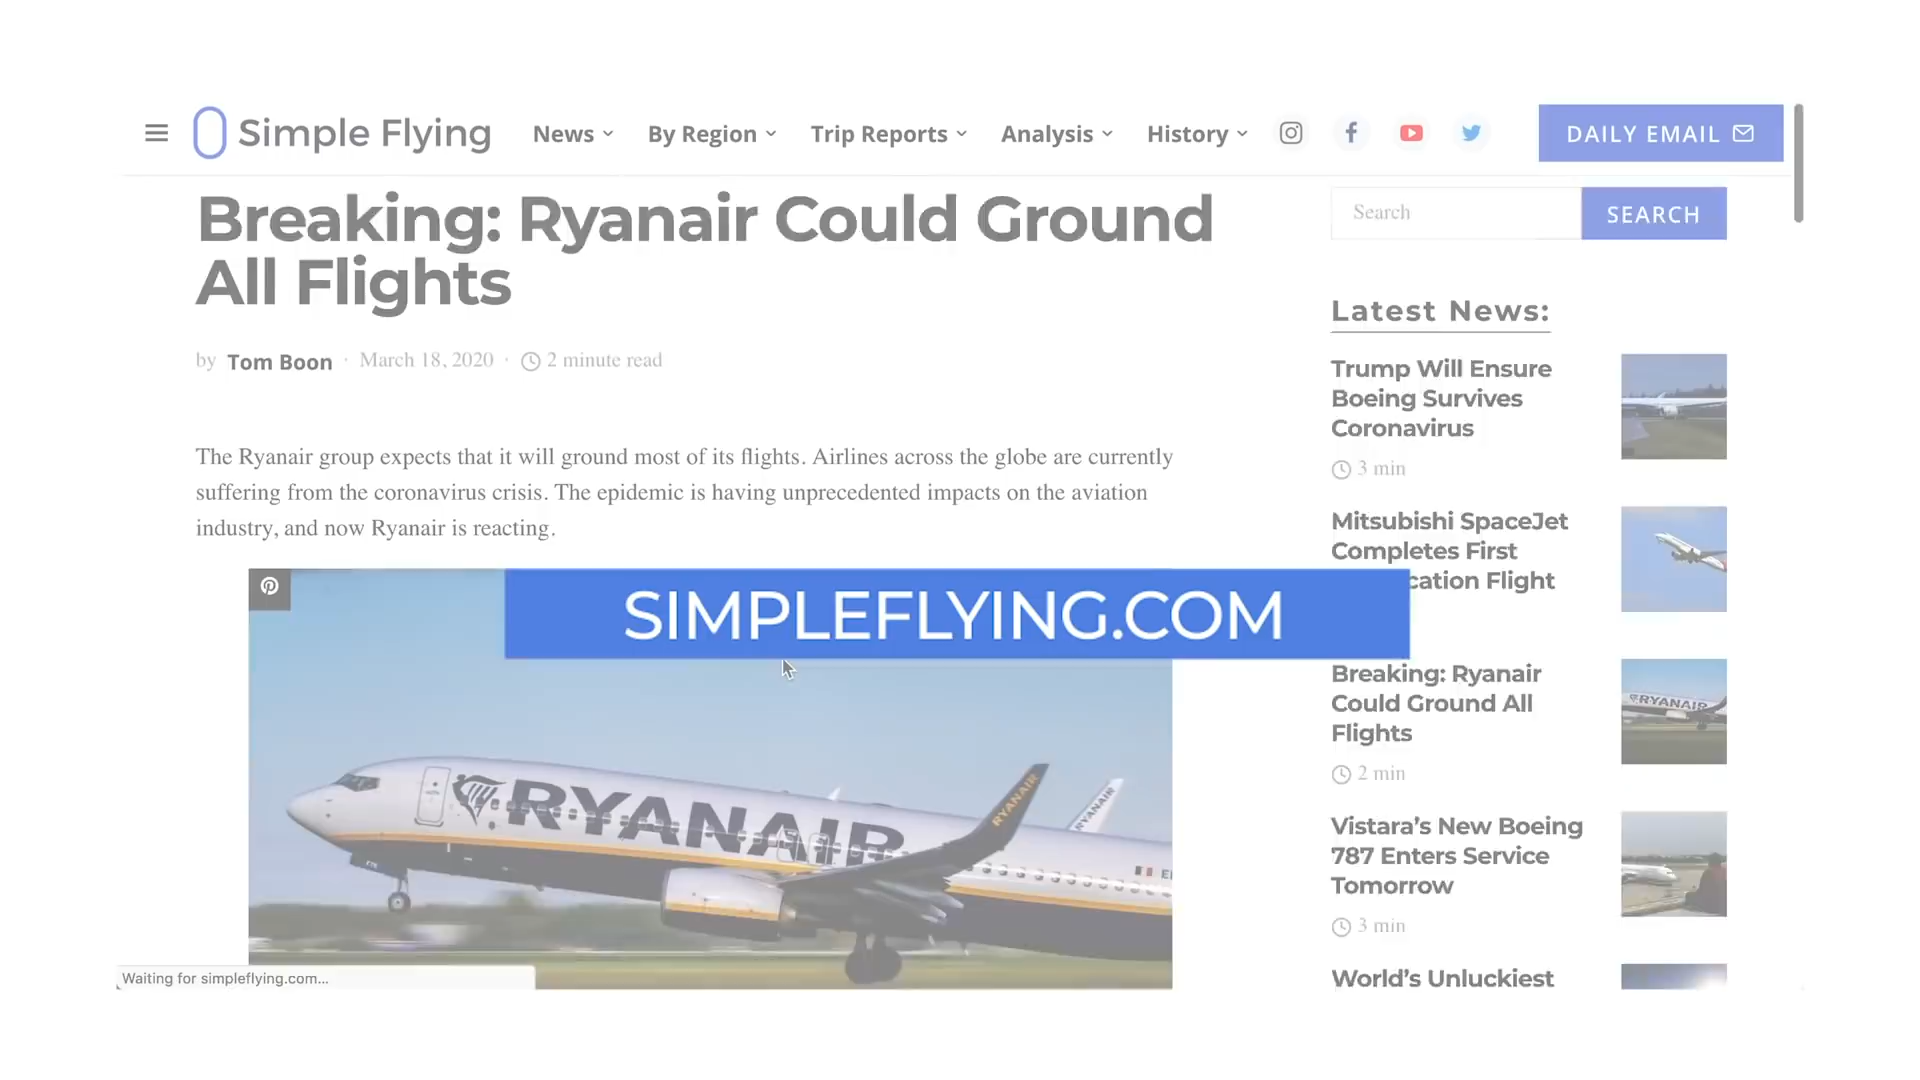 Simple Flying
News
By Region
Trip Reports
Analysis
History
DAILY EMAIL
Breaking: Ryanair Could Ground
All Flights
by Tom Boon · March 18, 2020 · 2 minute read
The Ryanair group expects that it will ground most of its flights. Airlines across the globe are currently
suffering from the coronavirus crisis. The epidemic is having unprecedented impacts on the aviation
industry, and now Ryanair is reacting.
SIMPLEFLYING.COM
RYANAIR
RYANAIR
RYANAIR
Waiting for simpleflying.com...
Search
SEARCH
Latest News:
Trump Will Ensure
Boeing Survives
Coronavirus
3 min
Mitsubishi SpaceJet
Completes First
cation Flight
Breaking: Ryanair
Could Ground All
Flights
2 min
RYANAIR
Vistara’s New Boeing
787 Enters Service
Tomorrow
3 min
World’s Unluckiest